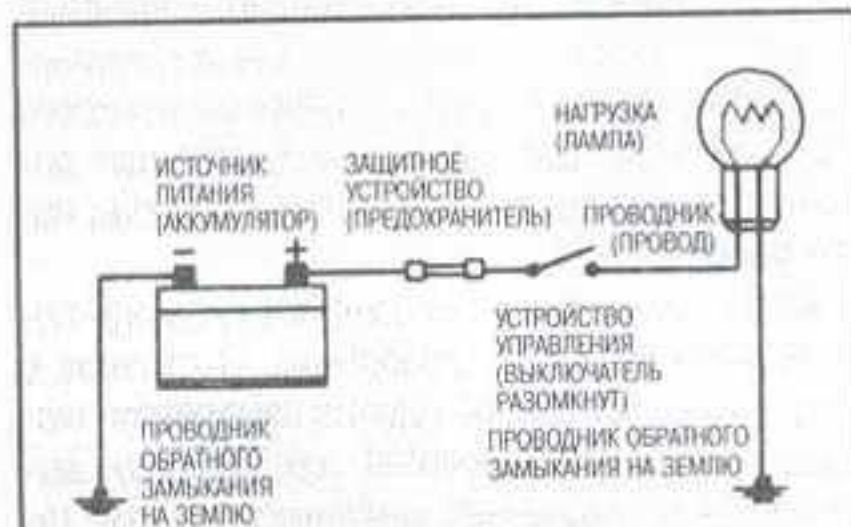 НАГРУЗКА
(ЛАМПА)
ИСТОЧНИК
ПИТАНИЯ
(АККУМУЛЯТОР)
ЗАЩИТНОЕ
УСТРОЙСТВО
(ПРЕДОХРАНИТЕЛЬ)
ПРОВОДНИК
(ПРОВОД)
− +
УСТРОЙСТВО
УПРАВЛЕНИЯ
(ВЫКЛЮЧАТЕЛЬ
РАЗОМКНУТ)
ПРОВОДНИК
ОБРАТНОГО
ЗАМЫКАНИЯ
НА ЗЕМЛЮ
ПРОВОДНИК ОБРАТНОГО
ЗАМЫКАНИЯ НА ЗЕМЛЮ